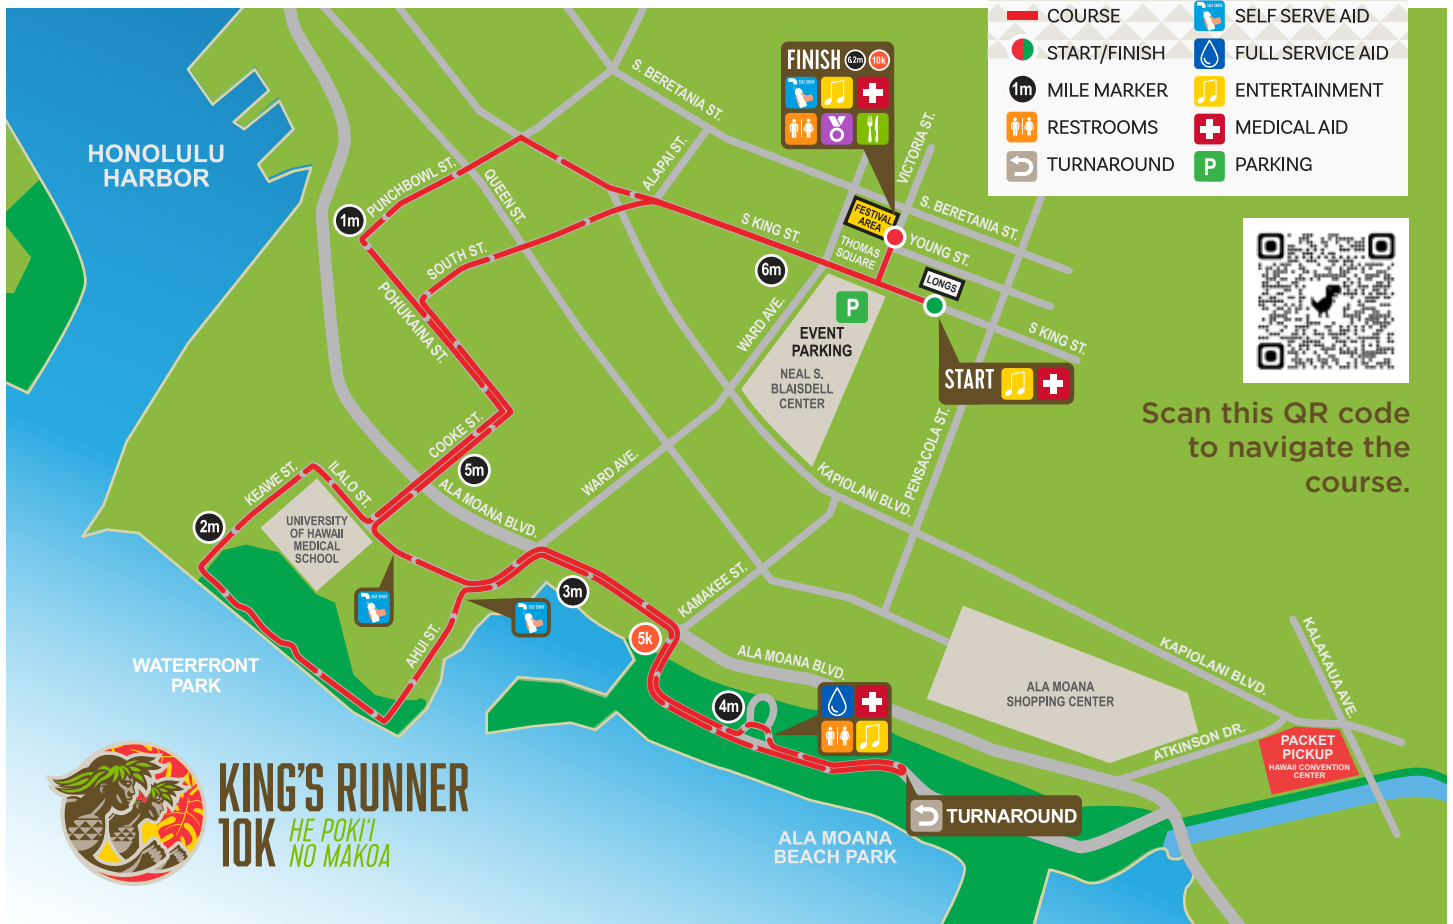 COURSE
START/FINISH
1m MILE MARKER
RESTROOMS
TURNAROUND
SELF SERVE AID
FULL SERVICE AID
ENTERTAINMENT
MEDICAL AID
P PARKING
HONOLULU
HARBOR
FINISH 6.2m 10k
S. BERETANIA ST.
ALAPAI ST.
VICTORIA ST.
PUNCHBOWL ST.
QUEEN ST.
1m
SOUTH ST.
S KING ST.
6m
FESTIVAL
AREA
THOMAS
SQUARE
S. BERETANIA ST.
YOUNG ST.
LONGS
P
EVENT
PARKING
NEAL S.
BLAISDELL
CENTER
WARD AVE.
S KING ST.
START
POHUKAINA ST.
COOKE ST.
5m
ALA MOANA BLVD.
WARD AVE.
KAPIOLANI BLVD.
PENSACOLA ST.
Scan this QR code
to navigate the
course.
KEAWE ST.
ILALO ST.
2m
UNIVERSITY
OF HAWAII
MEDICAL
SCHOOL
3m
KAMAKEE ST.
5k
AHUI ST.
WATERFRONT
PARK
ALA MOANA BLVD.
4m
ALA MOANA
SHOPPING CENTER
KAPIOLANI BLVD.
KALAKAUA AVE.
ATKINSON DR.
PACKET
PICKUP
HAWAII CONVENTION
CENTER
TURNAROUND
ALA MOANA
BEACH PARK
KING'S RUNNER
10K HE POKI'I
NO MAKOA